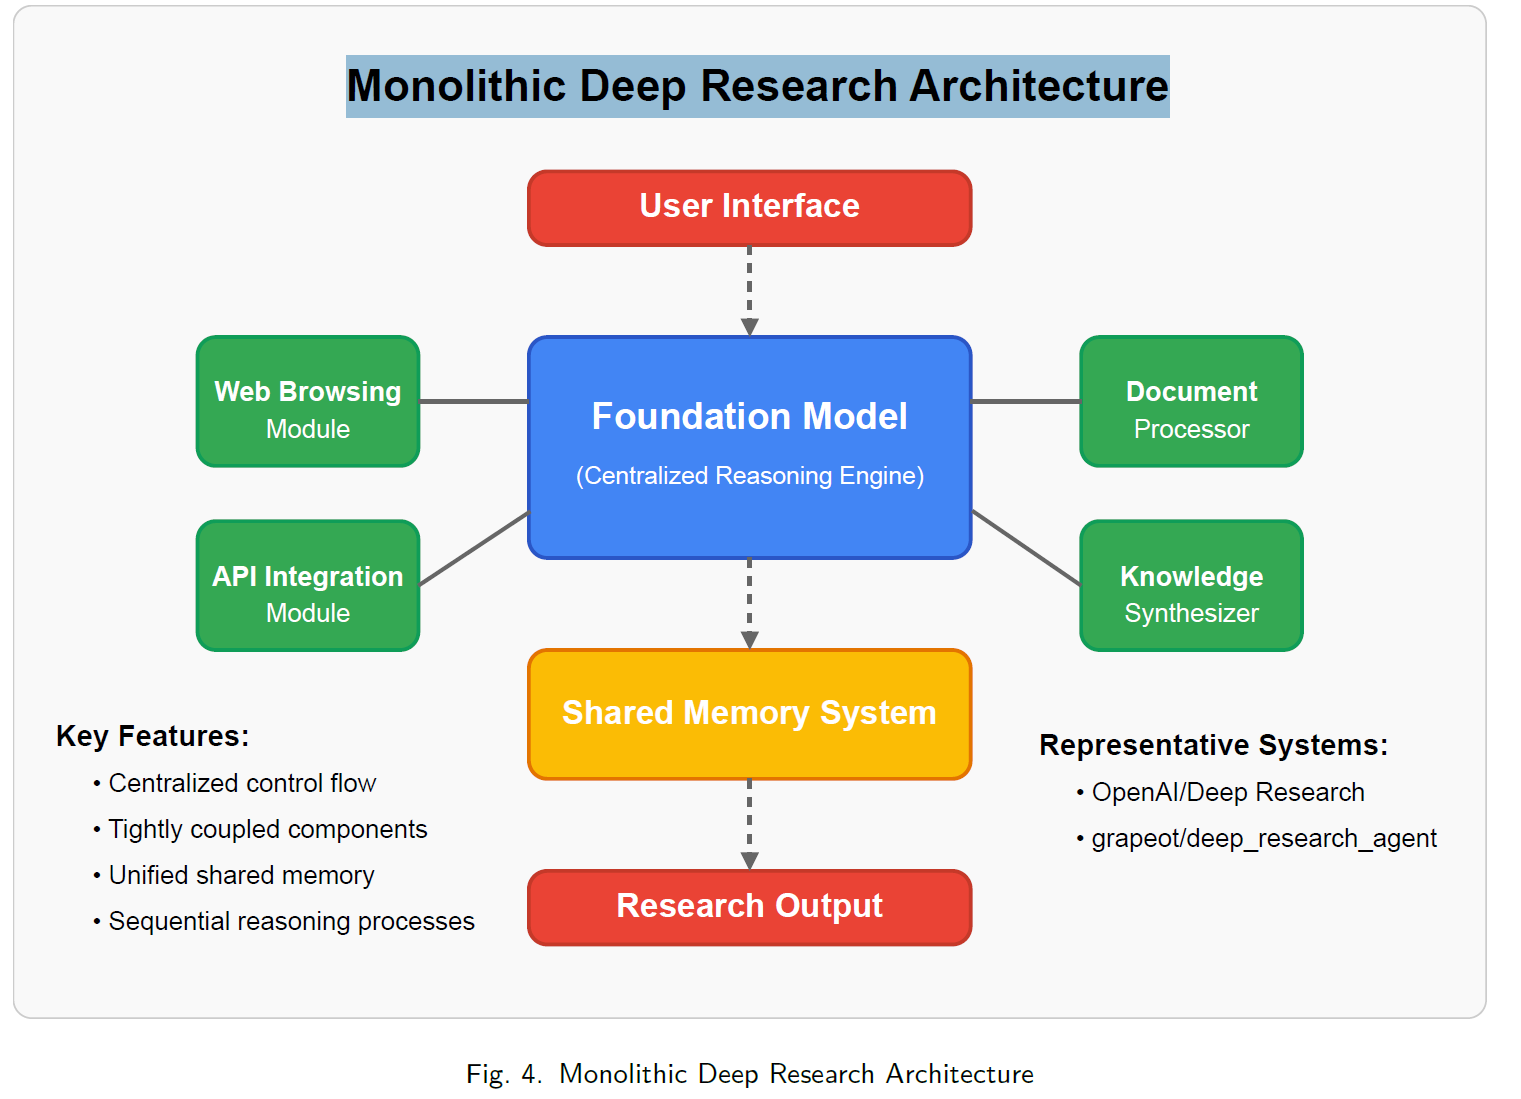 Monolithic Deep Research Architecture
User Interface
Web Browsing
Module
Foundation Model
(Centralized Reasoning Engine)
Document
Processor
API Integration
Module
Knowledge
Synthesizer
Shared Memory System
Key Features:
• Centralized control flow
• Tightly coupled components
• Unified shared memory
• Sequential reasoning processes
Representative Systems:
• OpenAI/Deep Research
• grapeot/deep_research_agent
Research Output
Fig. 4. Monolithic Deep Research Architecture